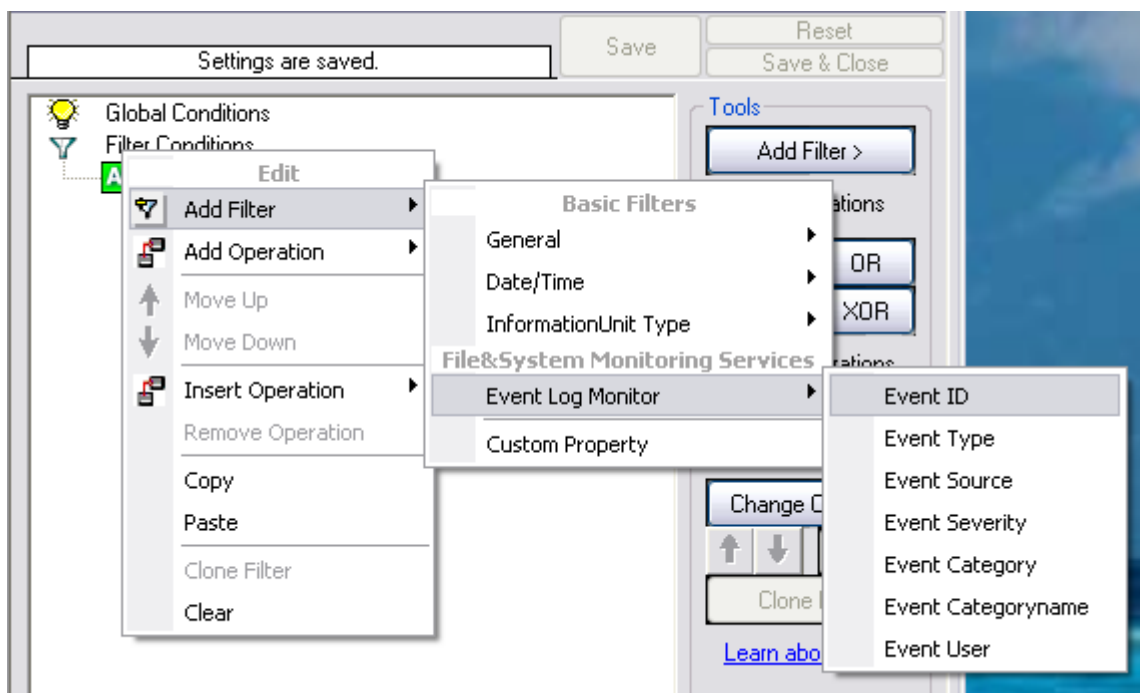 Settings are saved.
Save
Reset
Save & Close
Global Conditions
Filter Conditions
A
Edit
Add Filter
Add Operation
Move Up
Move Down
Insert Operation
Remove Operation
Copy
Paste
Clone Filter
Clear
Basic Filters
General
Date/Time
InformationUnit Type
File&System Monitoring Services
Event Log Monitor
Custom Property
Event ID
Event Type
Event Source
Event Severity
Event Category
Event Categoryname
Event User
Tools
Add Filter >
OR
XOR
Change
Clone
Learn